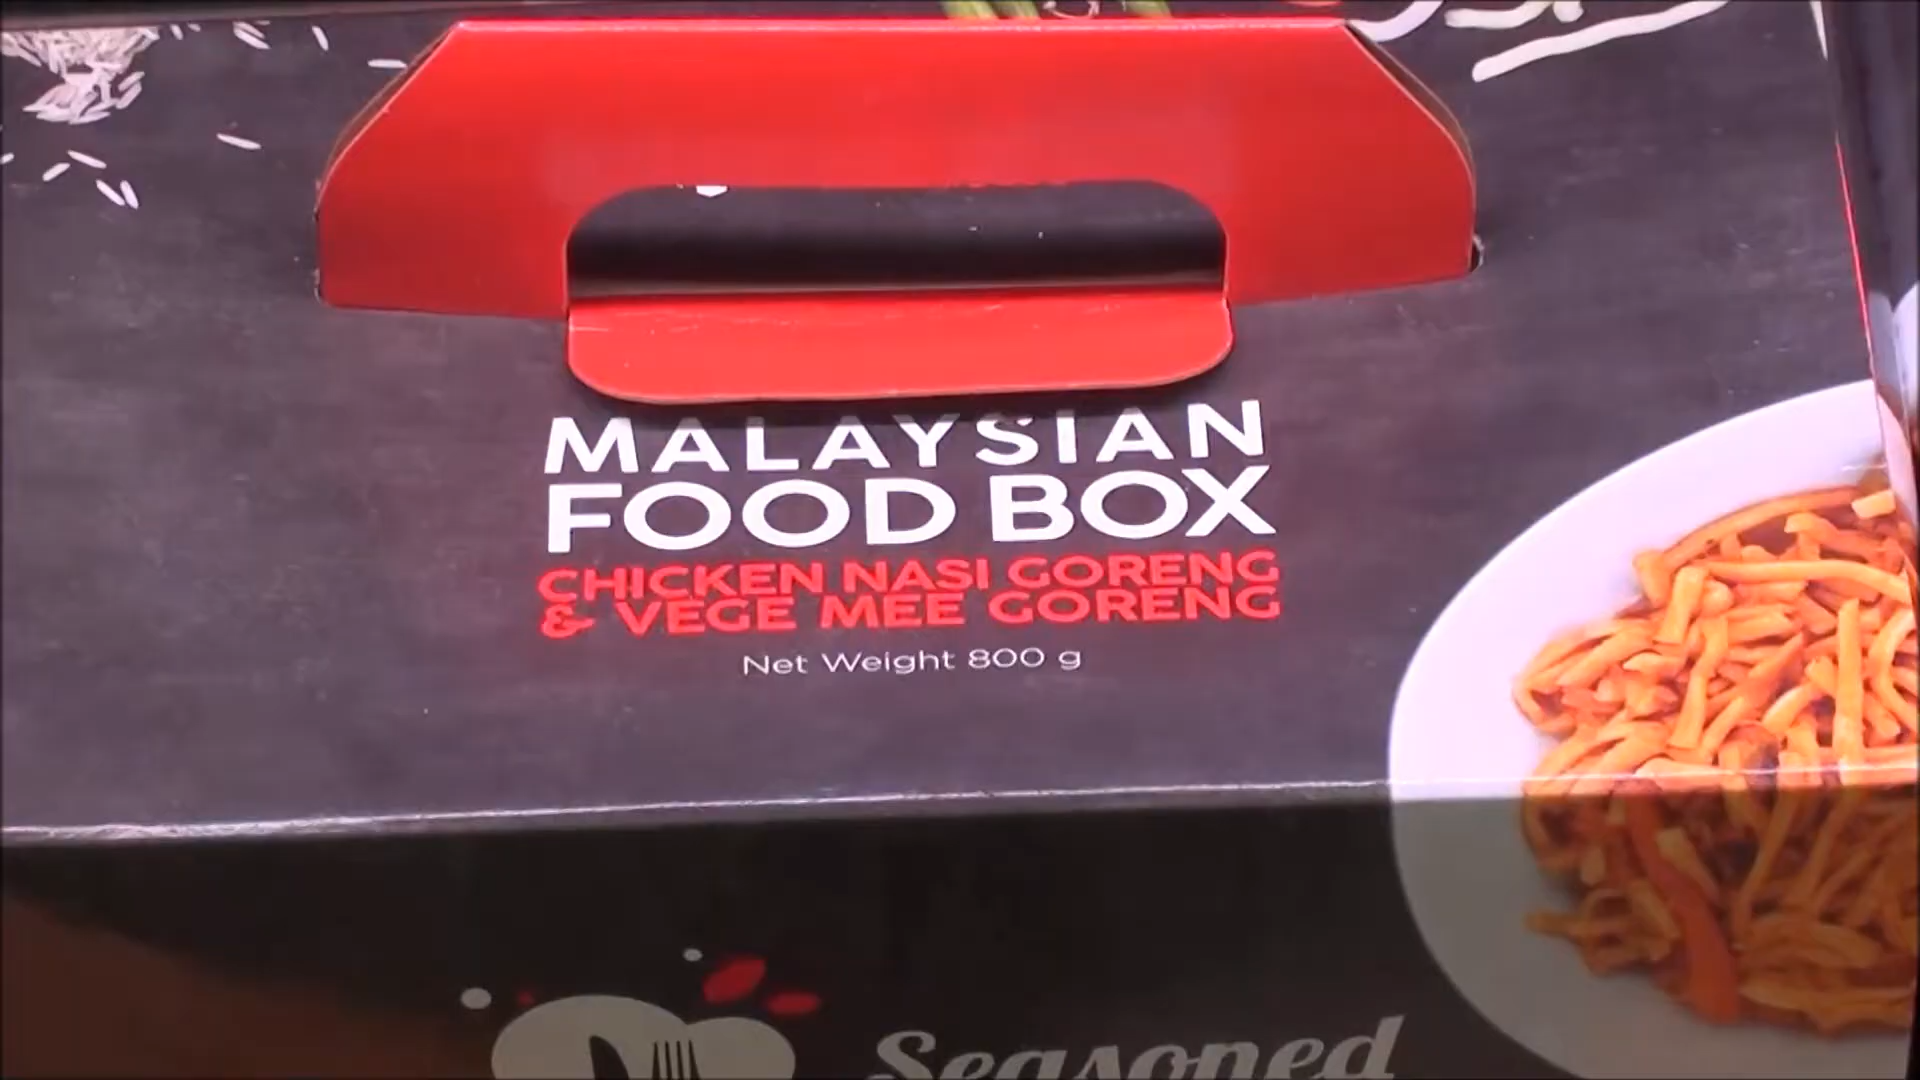 MALAYSIAN
FOOD BOX
CHICKEN NASI GORENG
& VEGE MEE GORENG
Net Weight 800 g
Seasoned